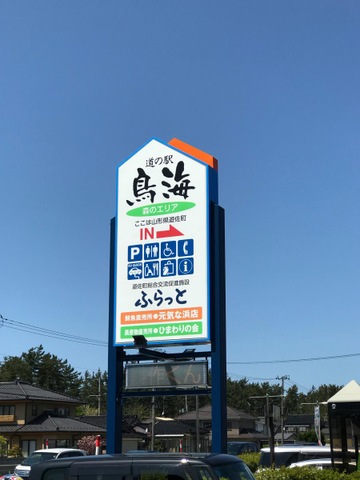 道の駅
鳥海
森のエリア
ここは山形県遊佐町
IN
P
i
遊佐町総合交流促進施設
ふらっと
鮮魚直売所●元気な浜店
農産物直売所●ひまわりの会